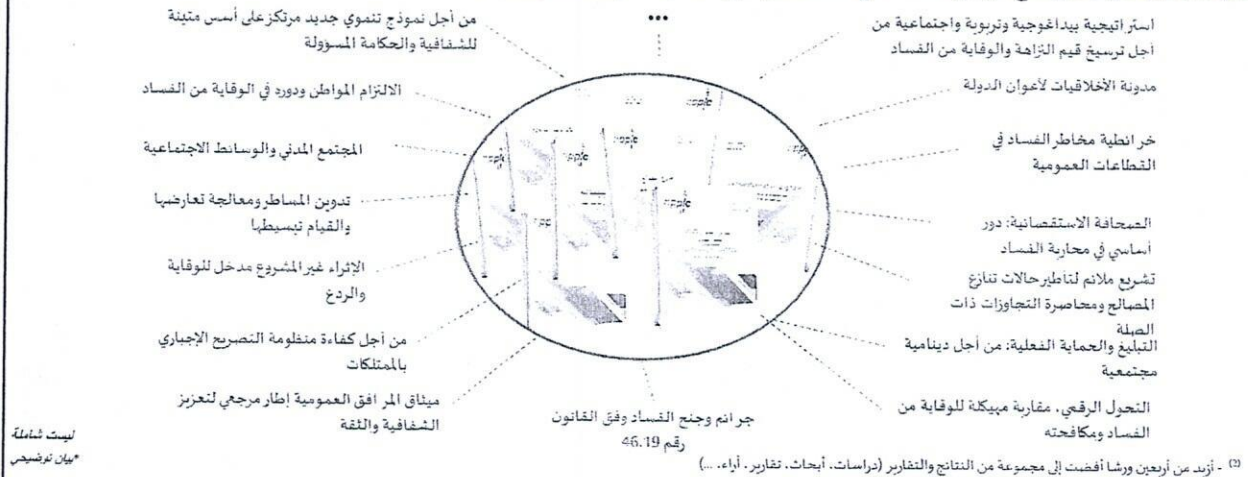 ...
من أجل نموذج تنموي جديد مرتكز على أسس متينة
للشفافية والحكامة المسؤولة
الالتزام المواطن ودوره في الوقاية من الفساد
المجتمع المدني والوسائط الاجتماعية
تدوين المساطر ومعالجة تعارضها
والقيام تبسيطها
الإثراء غير المشروع مدخل للوقاية
والردع
من أجل كفاءة منظومة التصريح الإجباري
بالممتلكات
ميثاق المرافق العمومية إطار مرجعي لتعزيز
الشفافية والثقة
جرائم وجنح الفساد وفق القانون
رقم 46.19
استراتيجية بيداغوجية وتربوية واجتماعية من
أجل ترسيخ قيم النزاهة والوقاية من الفساد
مدونة الأخلاقيات لأعوان الدولة
خرائطية مخاطر الفساد في
القطاعات العمومية
الصحافة الاستقصائية: دور
أساسي في محاربة الفساد
تشريع ملائم لتأطير حالات تنازع
المصالح ومحاصرة التجاوزات ذات
الصلة
التبليغ والحماية الفعلية: من أجل دينامية
مجتمعية
التحول الرقمي، مقاربة مهيكلة للوقاية من
الفساد ومكافحته
ليست شاملة
*بيان توضيحي
(2) - أزيد من أربعين ورشا أفضت إلى مجموعة من النتائج والتقارير (دراسات، أبحاث، تقارير، آراء، ...)